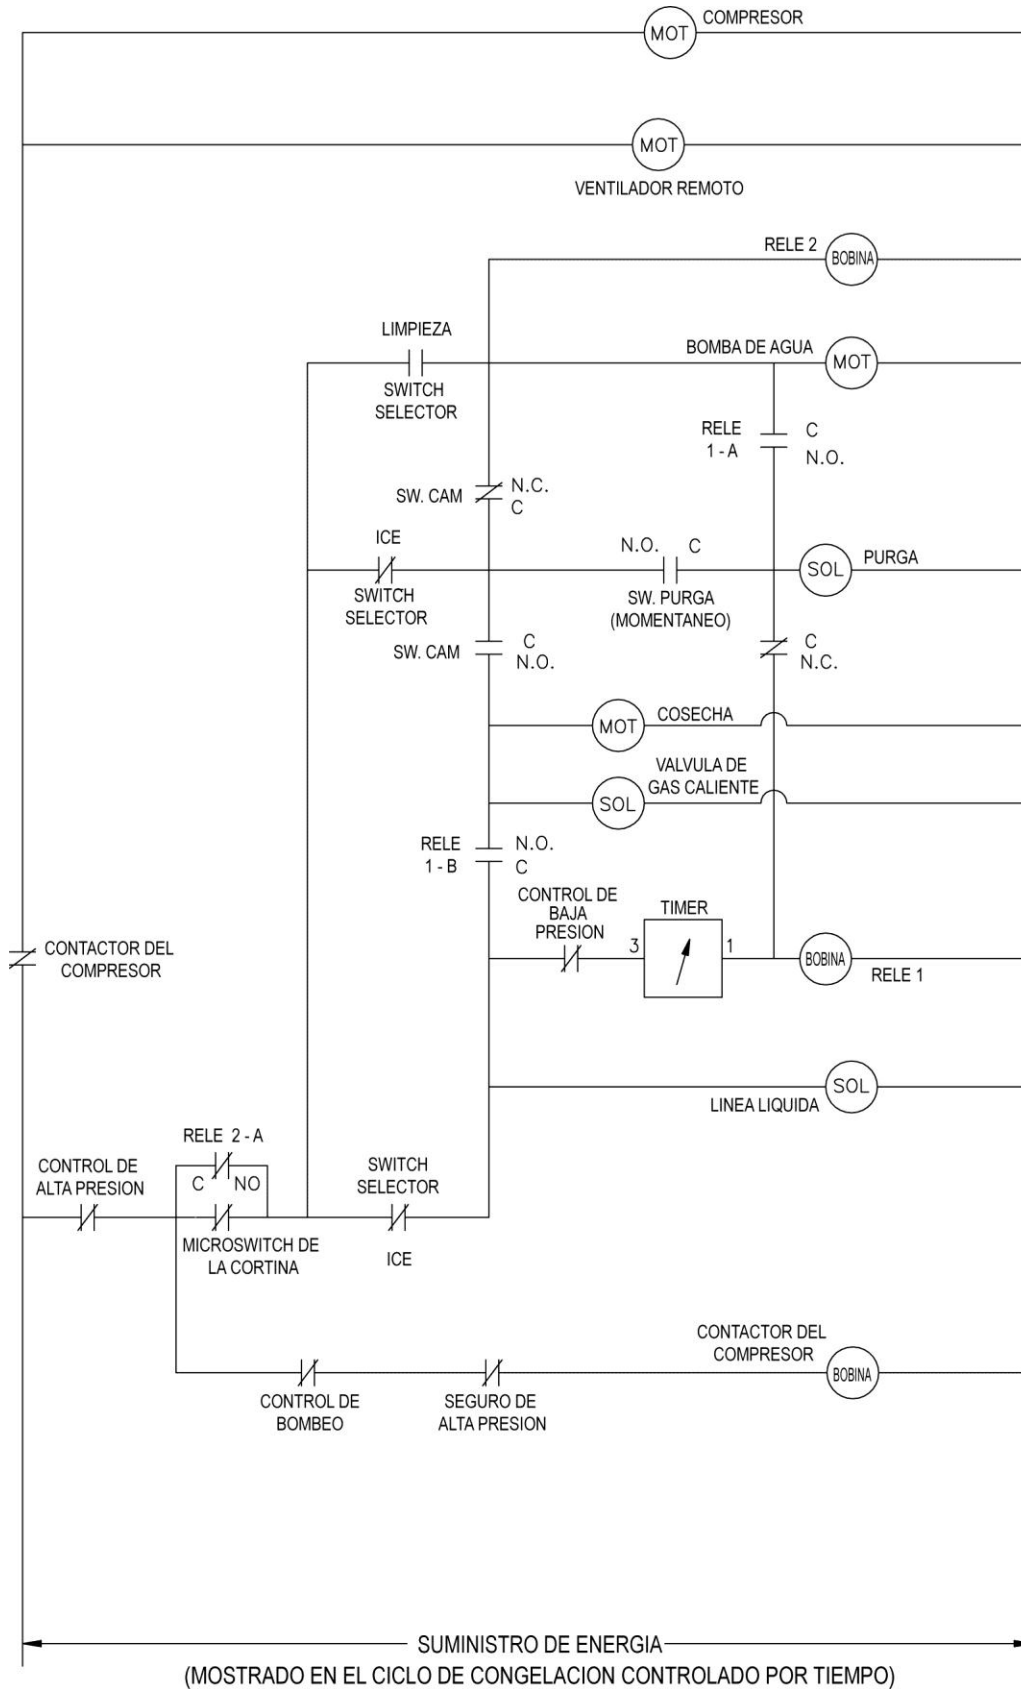 MOT
COMPRESOR
MOT
VENTILADOR REMOTO
RELE 2
BOBINA
LIMPIEZA
SWITCH
SELECTOR
BOMBA DE AGUA
MOT
RELE
1 - A
C
N.O.
SW. CAM
N.C.
C
ICE
SWITCH
SELECTOR
N.O.
C
SW. PURGA
(MOMENTANEO)
SOL
PURGA
SW. CAM
C
N.O.
C
N.C.
MOT
COSECHA
VALVULA DE
GAS CALIENTE
SOL
RELE
1 - B
N.O.
C
CONTROL DE
BAJA
PRESION
TIMER
3
1
BOBINA
RELE 1
CONTACTOR DEL
COMPRESOR
SOL
LINEA LIQUIDA
RELE 2 - A
C
NO
CONTROL DE
ALTA PRESION
MICROSWITCH DE
LA CORTINA
SWITCH
SELECTOR
ICE
CONTACTOR DEL
COMPRESOR
BOBINA
CONTROL DE
BOMBEO
SEGURO DE
ALTA PRESION
SUMINISTRO DE ENERGIA
(MOSTRADO EN EL CICLO DE CONGELACION CONTROLADO POR TIEMPO)